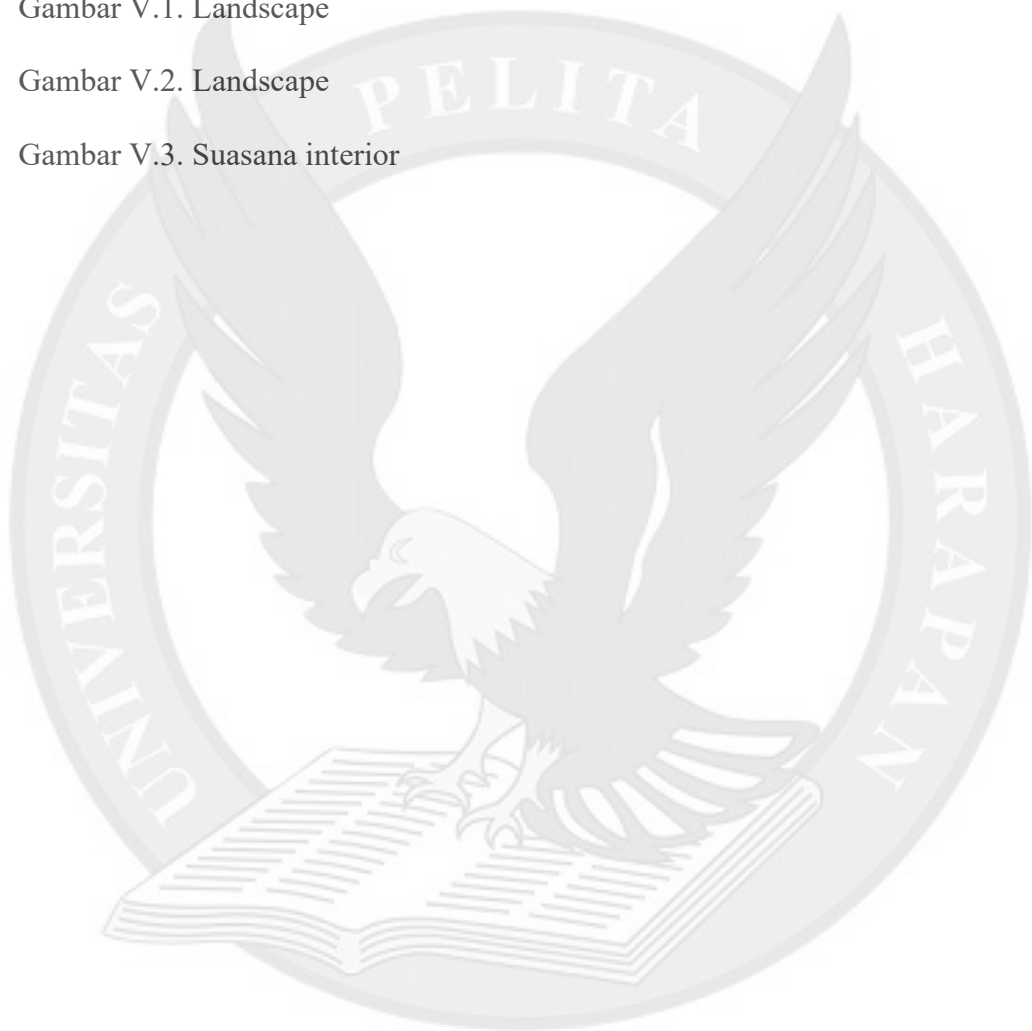 Gambar V.1. Landscape
Gambar V.2. Landscape
Gambar V.3. Suasana interior
UNIVERSITAS PELITA HARAPAN